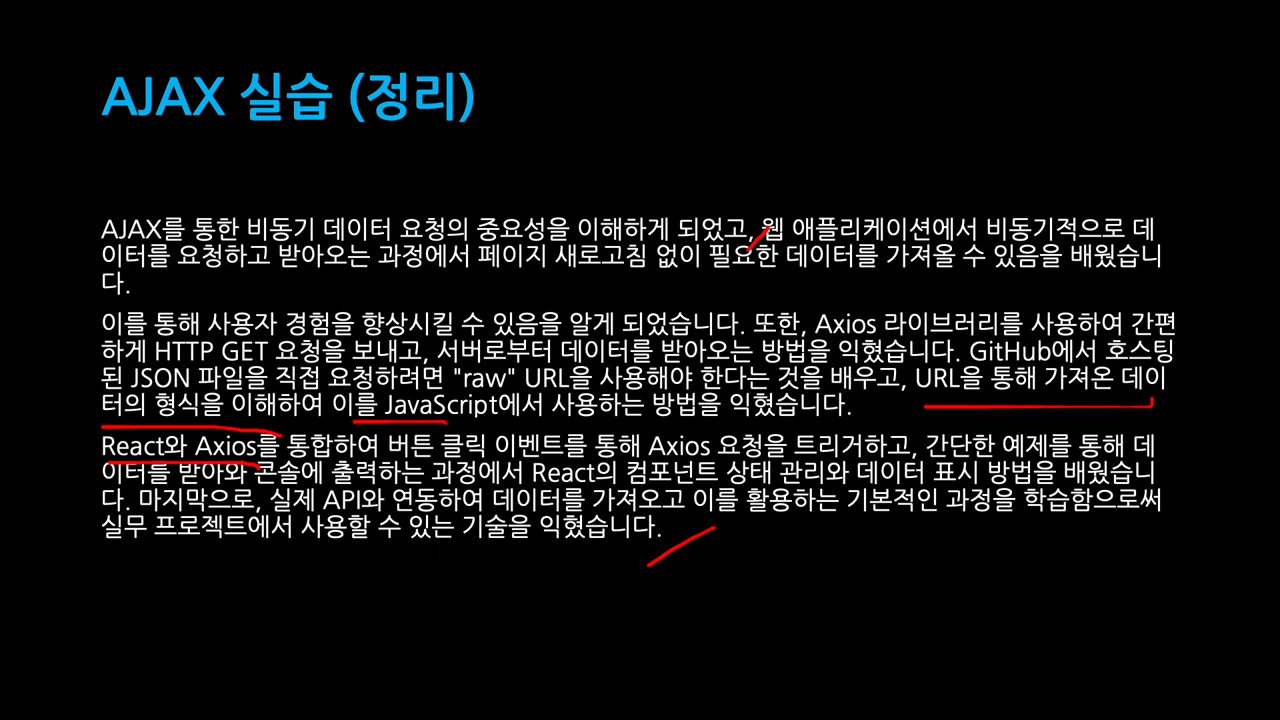 AJAX 실습 (정리)
AJAX를 통한 비동기 데이터 요청의 중요성을 이해하게 되었고, 웹 애플리케이션에서 비동기적으로 데
이터를 요청하고 받아오는 과정에서 페이지 새로고침 없이 필요한 데이터를 가져올 수 있음을 배웠습니
다.
이를 통해 사용자 경험을 향상시킬 수 있음을 알게 되었습니다. 또한, Axios 라이브러리를 사용하여 간편
하게 HTTP GET 요청을 보내고, 서버로부터 데이터를 받아오는 방법을 익혔습니다. GitHub에서 호스팅
된 JSON 파일을 직접 요청하려면 "raw" URL을 사용해야 한다는 것을 배우고, URL을 통해 가져온 데이
터의 형식을 이해하여 이를 JavaScript에서 사용하는 방법을 익혔습니다.
React와 Axios를 통합하여 버튼 클릭 이벤트를 통해 Axios 요청을 트리거하고, 간단한 예제를 통해 데
이터를 받아와 콘솔에 출력하는 과정에서 React의 컴포넌트 상태 관리와 데이터 표시 방법을 배웠습니
다. 마지막으로, 실제 API와 연동하여 데이터를 가져오고 이를 활용하는 기본적인 과정을 학습함으로써
실무 프로젝트에서 사용할 수 있는 기술을 익혔습니다.